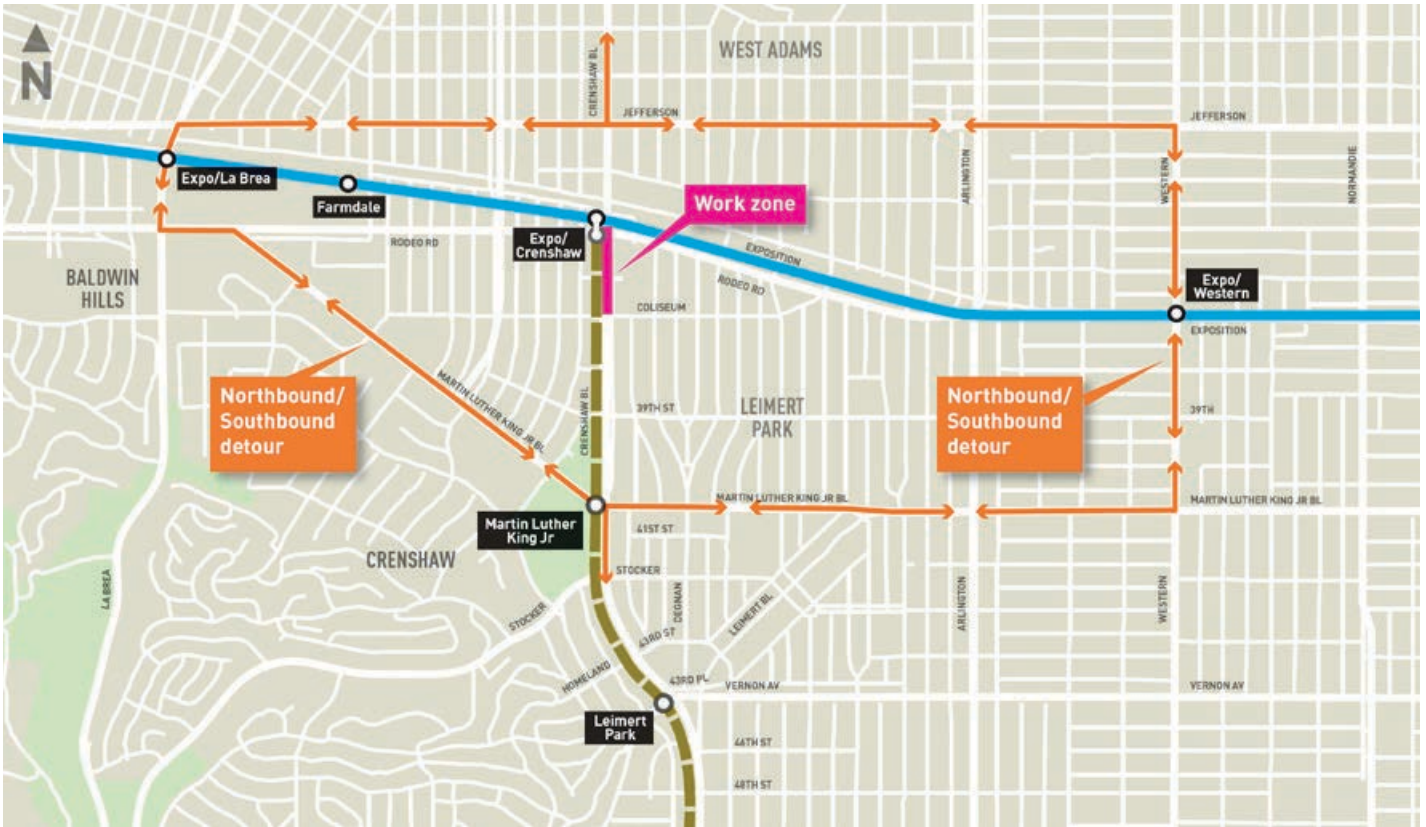 N
WEST ADAMS
CRENSHAW BL
JEFFERSON
JEFFERSON
Expo/La Brea
Farmdale
ARLINGTON
WESTERN
NORMANDIE
Work zone
Expo/
Crenshaw
RODEO RD
EXPOSITION
RODEO RD
BALDWIN
HILLS
Expo/
Western
COLISEUM
EXPOSITION
Northbound/
Southbound
detour
MARTIN LUTHER KING JR BL
CRENSHAW BL
39TH ST
LEIMERT
PARK
Northbound/
Southbound
detour
39TH
MARTIN LUTHER KING JR BL
MARTIN LUTHER KING JR BL
Martin Luther
King Jr
41ST ST
CRENSHAW
STOCKER
LA BREA
STOCKER
DEGNAN
LEIMERT BL
ARLINGTON
WESTERN
43RD ST
HOMELAND
43RD PL
VERNON AV
VERNON AV
Leimert
Park
46TH ST
48TH ST